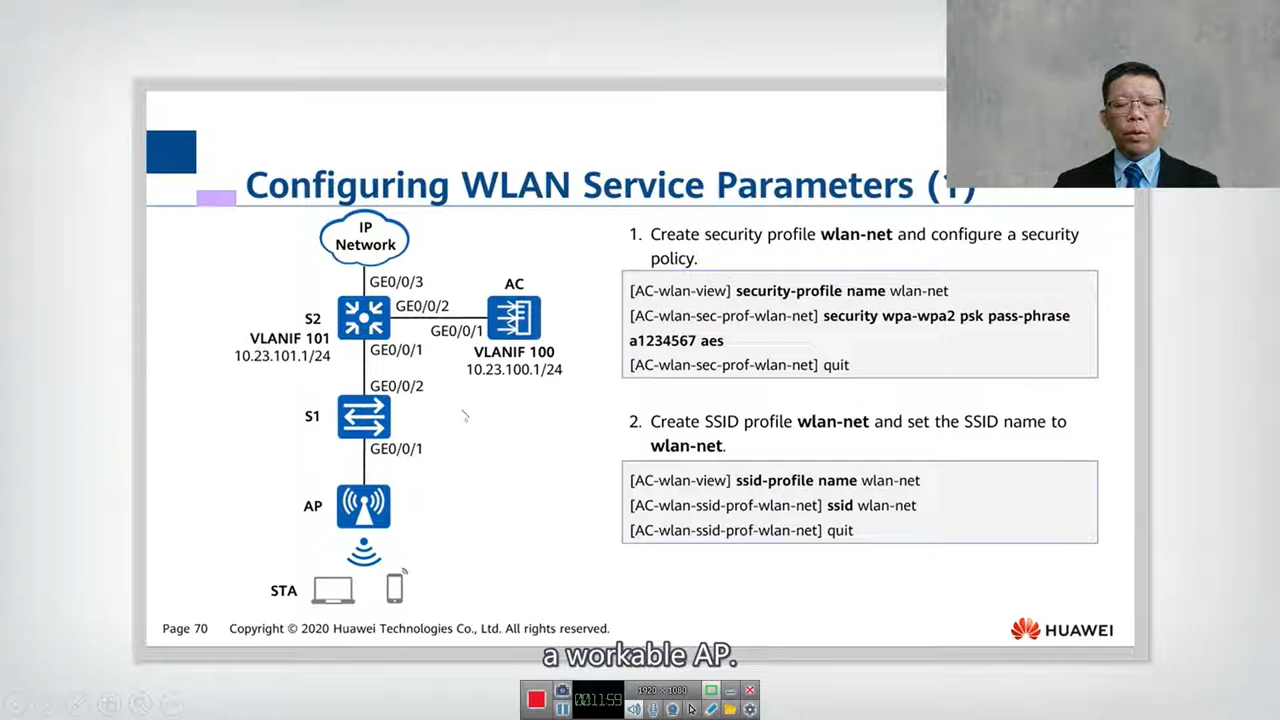 Configuring WLAN Service Parameters (1)
IP
Network
GE0/0/3
AC
S2
GE0/0/2
GE0/0/1
VLANIF 101
10.23.101.1/24
GE0/0/1
VLANIF 100
10.23.100.1/24
GE0/0/2
S1
GE0/0/1
AP
STA
1. Create security profile wlan-net and configure a security
policy.
[AC-wlan-view] security-profile name wlan-net
[AC-wlan-sec-prof-wlan-net] security wpa-wpa2 psk pass-phrase
a1234567 aes
[AC-wlan-sec-prof-wlan-net] quit
2. Create SSID profile wlan-net and set the SSID name to
wlan-net.
[AC-wlan-view] ssid-profile name wlan-net
[AC-wlan-ssid-prof-wlan-net] ssid wlan-net
[AC-wlan-ssid-prof-wlan-net] quit
Page 70 Copyright © 2020 Huawei Technologies Co., Ltd. All rights reserved.
HUAWEI
a workable AP.
1920 × 1080